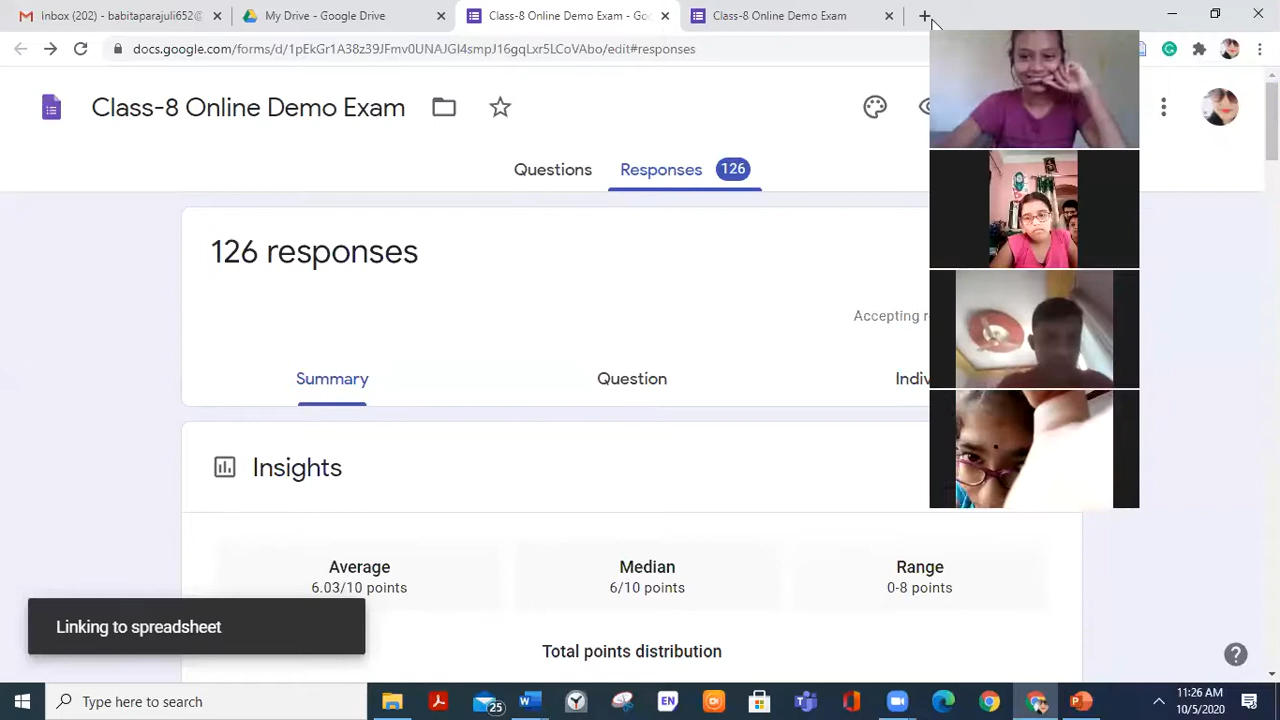 Inbox (202) - babitaparajuli652@
My Drive - Google Drive
Class-8 Online Demo Exam - Goo
Class-8 Online Demo Exam
docs.google.com/forms/d/1pEkGr1A38z39JFmv0UNAJGI4smpJ16gqLxr5LCoVAbo/edit#responses
Class-8 Online Demo Exam
Questions
Responses 126
126 responses
Accepting re
Summary
Question
Indiv
Insights
Average
6.03/10 points
Median
6/10 points
Range
0-8 points
Linking to spreadsheet
Total points distribution
Type here to search
25
EN
11:26 AM
10/5/2020